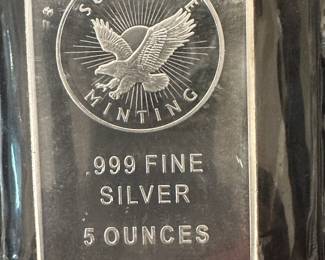 MINTING
.999 FINE
SILVER
5 OUNCES